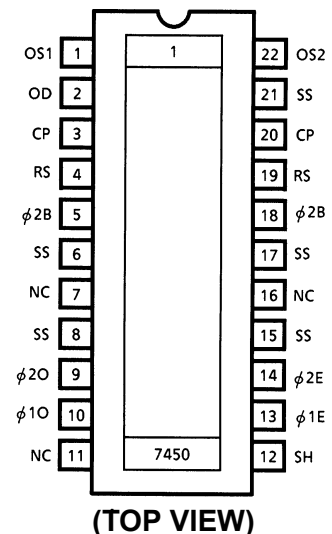 OS1 1 1 22 OS2
OD 2 21 SS
CP 3 20 CP
RS 4 19 RS
ϕ2B 5 18 ϕ2B
SS 6 17 SS
NC 7 16 NC
SS 8 15 SS
ϕ2O 9 14 ϕ2E
ϕ1O 10 13 ϕ1E
NC 11 7450 12 SH
(TOP VIEW)